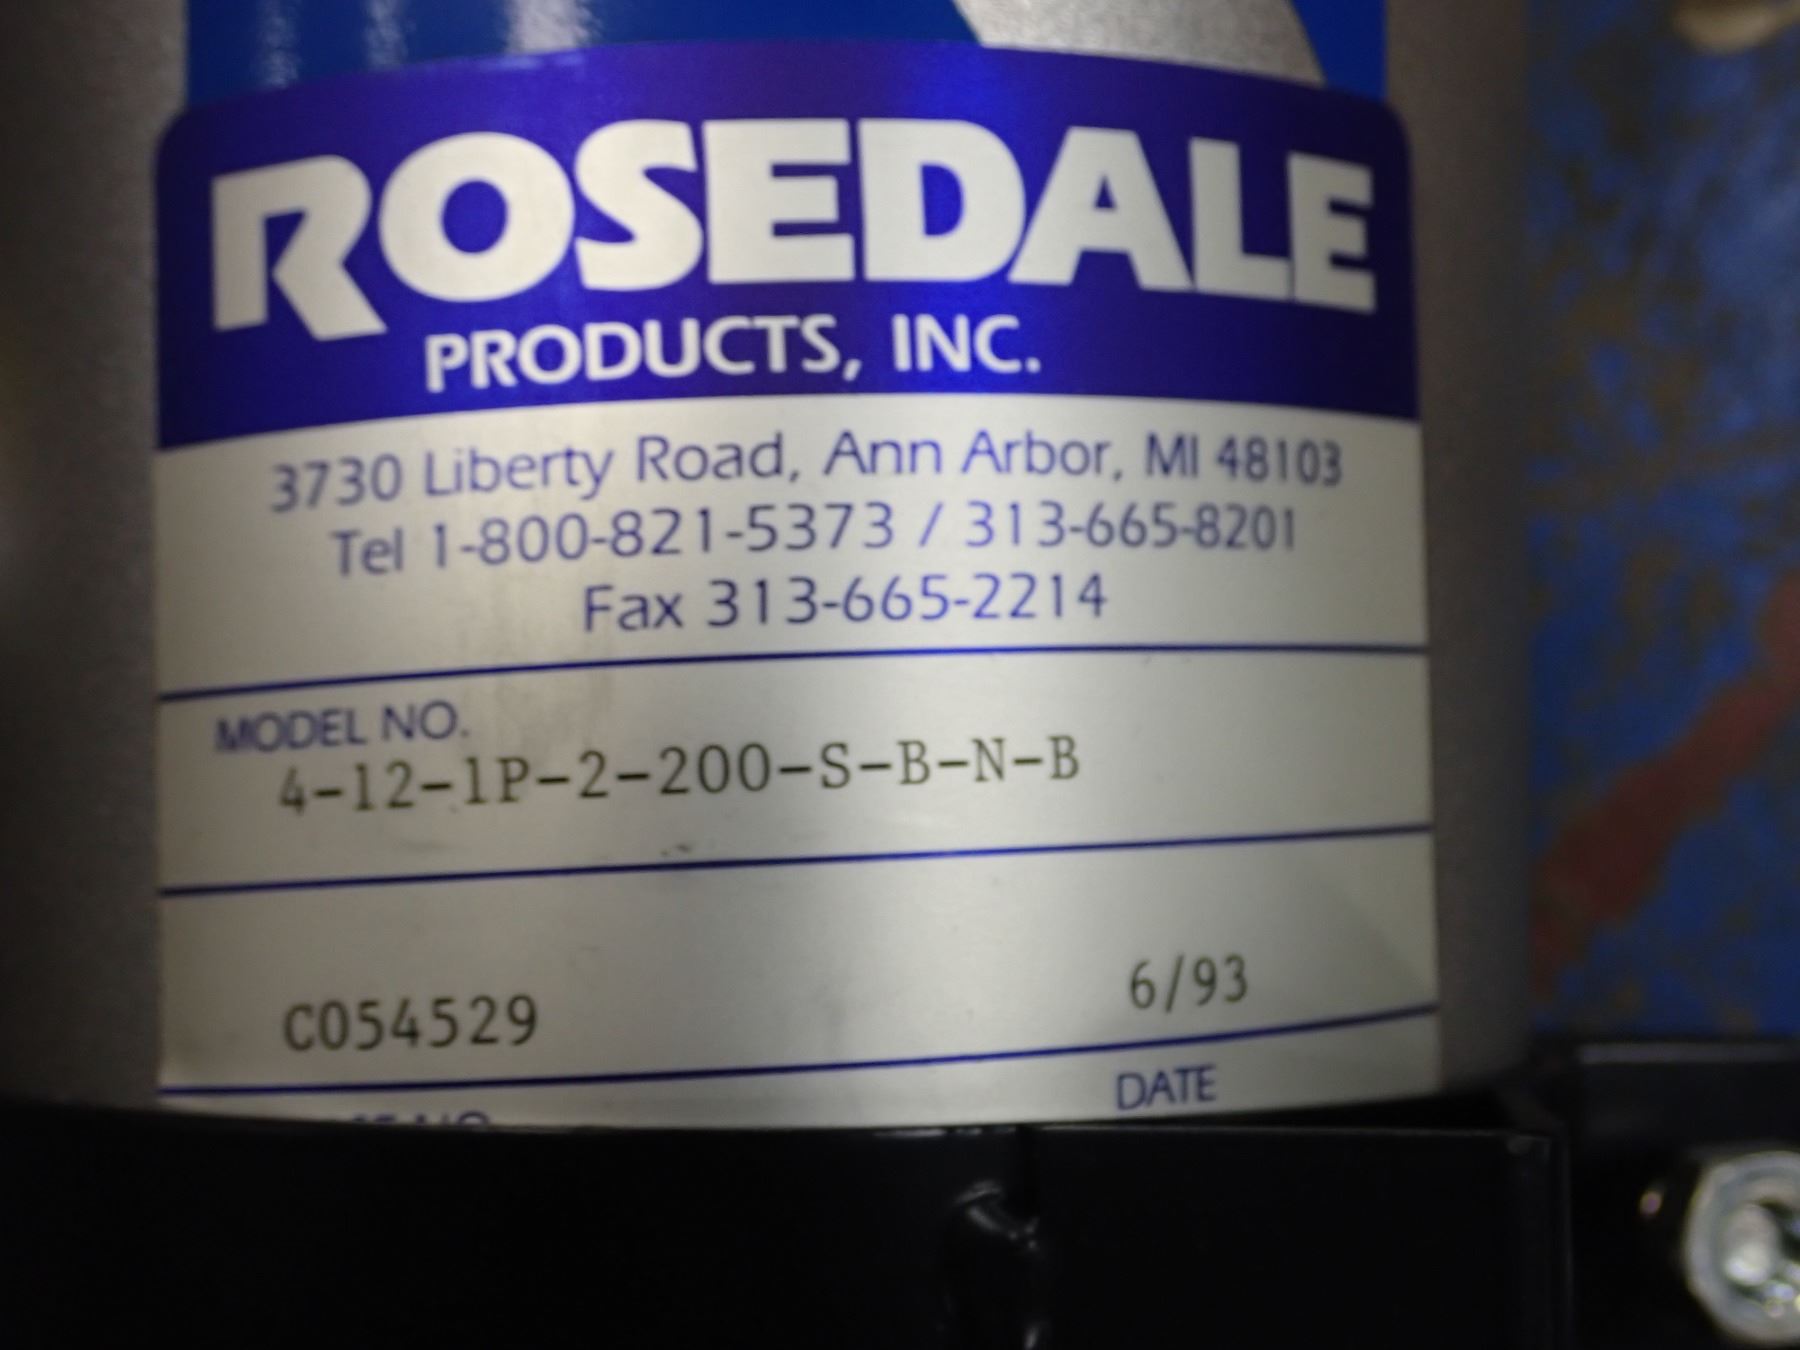 ROSEDALE
PRODUCTS, INC.
3730 Liberty Road, Ann Arbor, MI 48103
Tel 1-800-821-5373 / 313-665-8201
Fax 313-665-2214
MODEL NO.
4-12-1P-2-200-S-B-N-B
C054529 6/93
NO. DATE